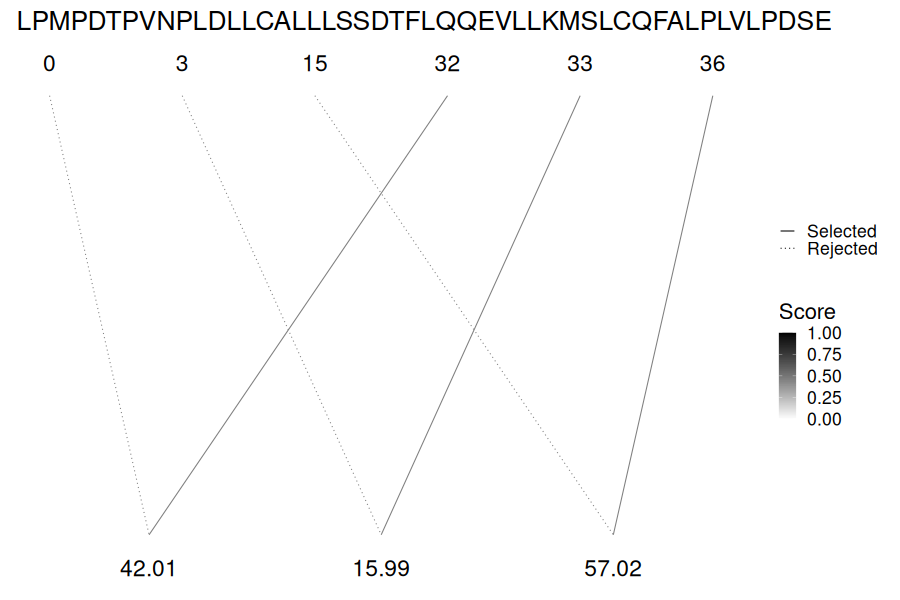 LPMPDTPVNPLDLLCALLLSSDTFLQQEVLLKMSLCQFALPLVLPDSE
0 3 15 32 33 36
Selected
Rejected
Score
1.00
0.75
0.50
0.25
0.00
42.01 15.99 57.02